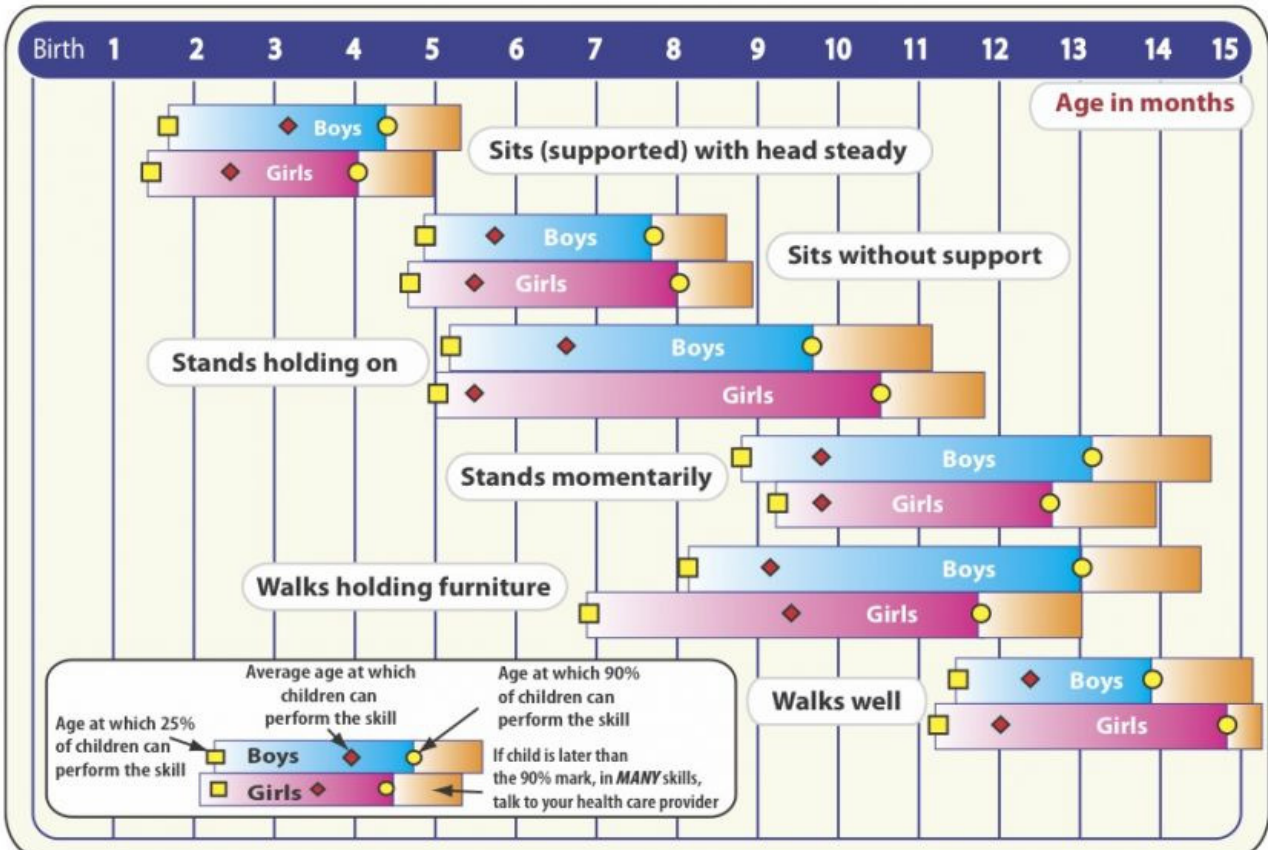 Birth 1 2 3 4 5 6 7 8 9 10 11 12 13 14 15
Age in months
Boys
Girls
Sits (supported) with head steady
Boys
Girls
Sits without support
Boys
Girls
Stands holding on
Boys
Girls
Stands momentarily
Boys
Girls
Walks holding furniture
Boys
Girls
Walks well
Age at which 25%
of children can
perform the skill
Average age at which
children can
perform the skill
Age at which 90%
of children can
perform the skill
Boys
Girls
If child is later than
the 90% mark, in MANY skills,
talk to your health care provider